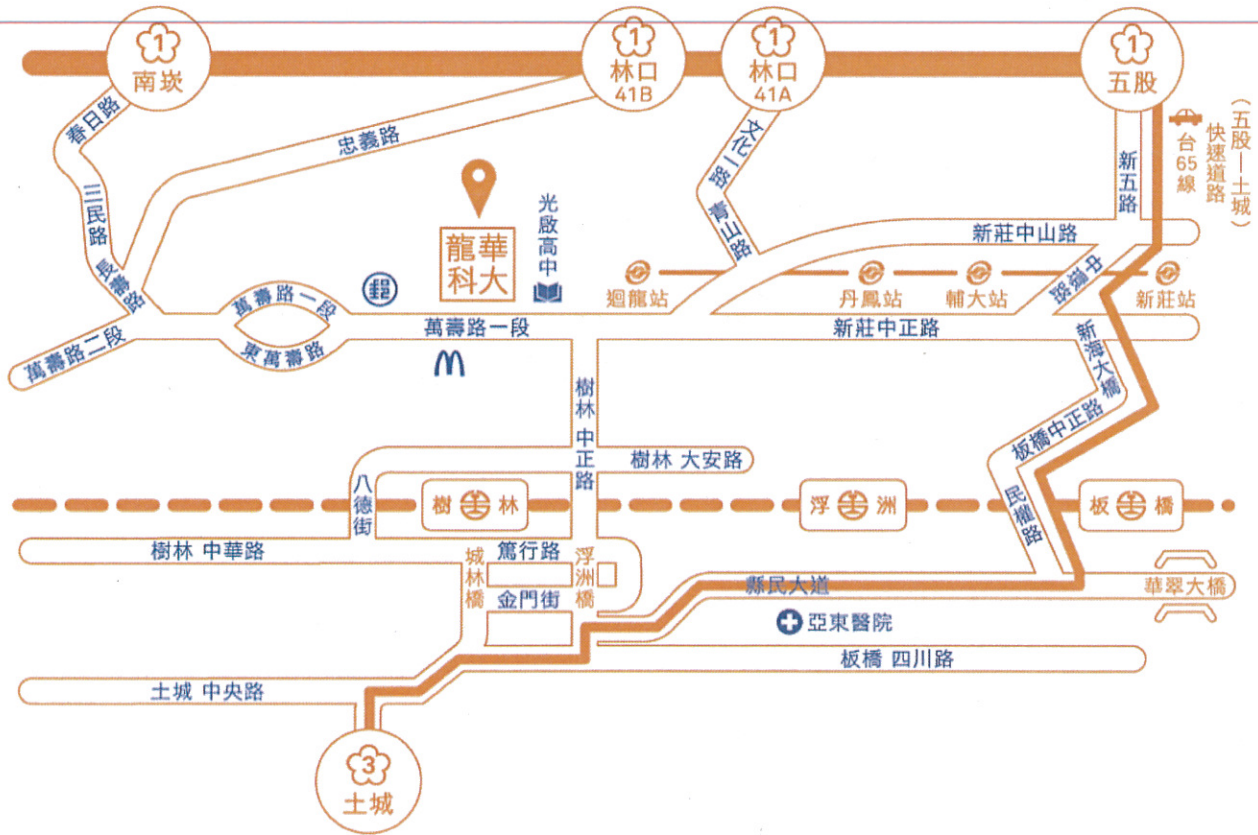 1
南崁
1
林口
41B
1
林口
41A
1
五股
春日路
忠義路
文化一路
青山路
新五路
台65線
快速道路
(五股—土城)
三民路
長壽路
龍華
科大
光啟高中
新莊中山路
中榮路
迴龍站
丹鳳站
輔大站
新莊站
郵
萬壽路一段
東萬壽路
萬壽路一段
新莊中正路
萬壽路二段
新海大橋
板橋中正路
樹林 中正路
樹林 大安路
八德街
民權路
樹 林
浮 洲
板 橋
樹林 中華路
城林橋
篤行路
浮洲橋
金門街
縣民大道
華翠大橋
亞東醫院
板橋 四川路
土城 中央路
3
土城